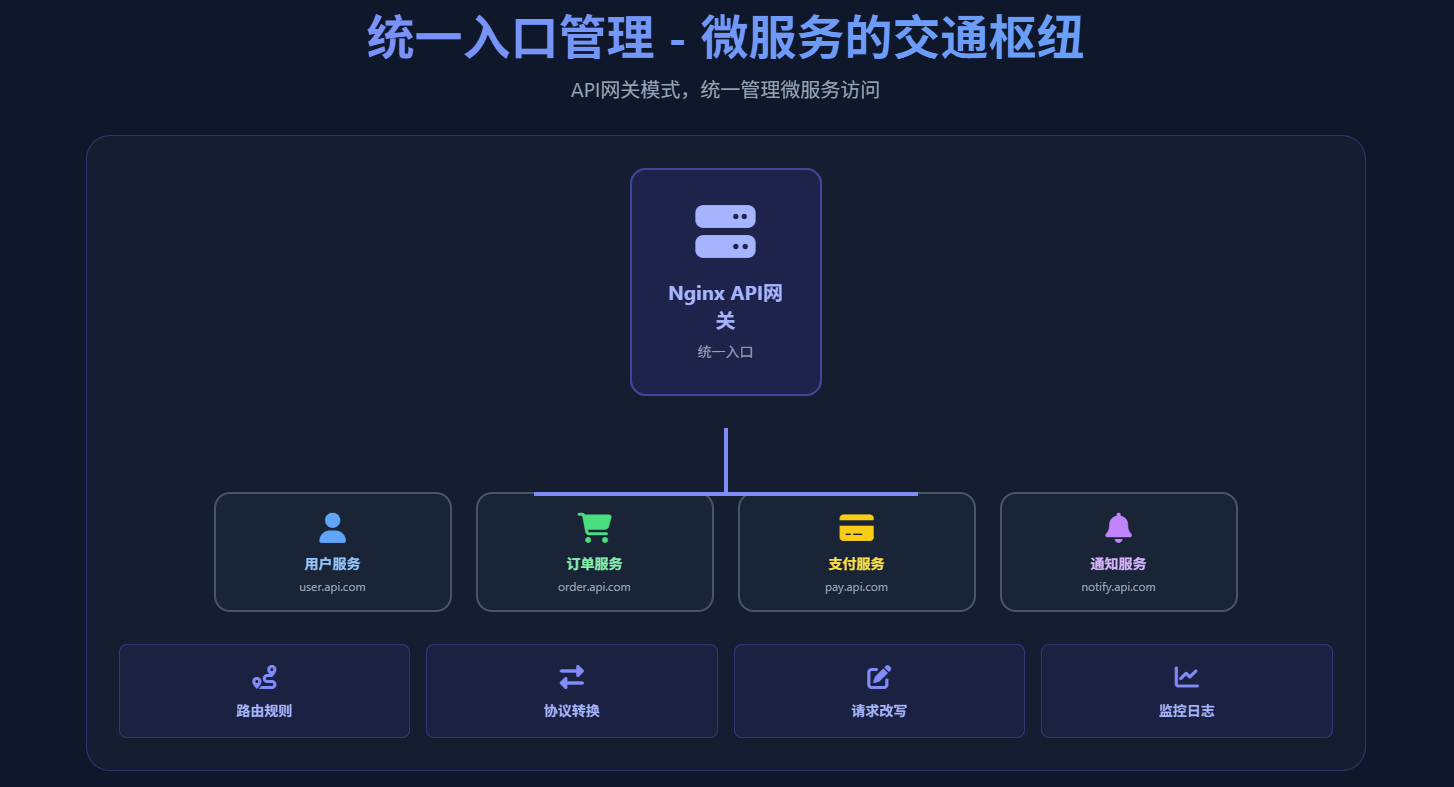 统一入口管理 - 微服务的交通枢纽
API网关模式，统一管理微服务访问
Nginx API网
关
统一入口
用户服务
user.api.com
订单服务
order.api.com
支付服务
pay.api.com
通知服务
notify.api.com
路由规则
协议转换
请求改写
监控日志